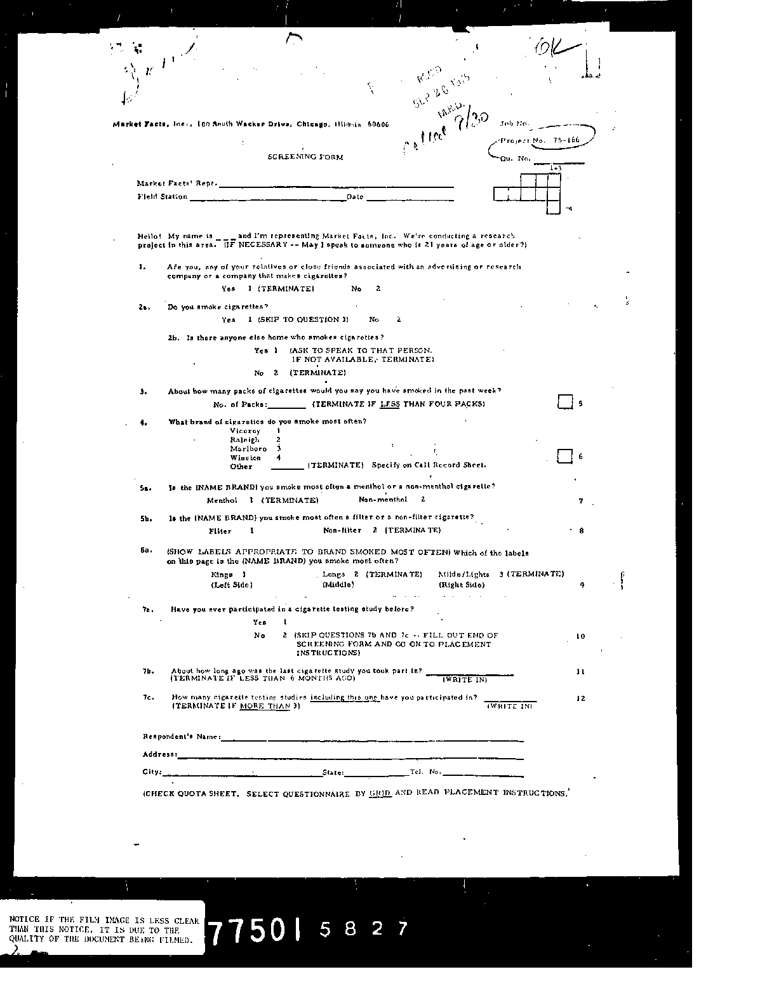 OK
RCCD
SEP 26 1975
M.R.D.
Called 9/30
Market Facts, Inc., 100 South Wacker Drive, Chicago, Illinois 60606
Job No.
Project No. 75-166
Qu. No.
1-3
SCREENING FORM
-4
Market Facts' Repr.
Field Station Date
Hello! My name is ___ and I'm representing Market Facts, Inc. We're conducting a research
project in this area. (IF NECESSARY -- May I speak to someone who is 21 years of age or older?)
1. Are you, any of your relatives or close friends associated with an advertising or research
company or a company that makes cigarettes?
Yes 1 (TERMINATE) No 2
2a. Do you smoke cigarettes?
Yes 1 (SKIP TO QUESTION 3) No 2
2b. Is there anyone else home who smokes cigarettes?
Yes 1 (ASK TO SPEAK TO THAT PERSON.
IF NOT AVAILABLE, TERMINATE)
No 2 (TERMINATE)
3. About how many packs of cigarettes would you say you have smoked in the past week?
No. of Packs: (TERMINATE IF LESS THAN FOUR PACKS) 5
4. What brand of cigarettes do you smoke most often?
Viceroy 1
Raleigh 2
Marlboro 3
Winston 4
Other (TERMINATE) Specify on Call Record Sheet. 6
5a. Is the (NAME BRAND) you smoke most often a menthol or a non-menthol cigarette?
Menthol 1 (TERMINATE) Non-menthol 2 7
5b. Is the (NAME BRAND) you smoke most often a filter or a non-filter cigarette?
Filter 1 Non-filter 2 (TERMINATE) 8
6a. (SHOW LABELS APPROPRIATE TO BRAND SMOKED MOST OFTEN) Which of the labels
on this page is the (NAME BRAND) you smoke most often?
Kings 1 Longs 2 (TERMINATE) Milds/Lights 3 (TERMINATE)
(Left Side) (Middle) (Right Side) 9
7a. Have you ever participated in a cigarette testing study before?
Yes 1
No 2 (SKIP QUESTIONS 7b AND 7c -- FILL OUT END OF 10
SCREENING FORM AND GO ON TO PLACEMENT
INSTRUCTIONS)
7b. About how long ago was the last cigarette study you took part in? 11
(TERMINATE IF LESS THAN 6 MONTHS AGO) (WRITE IN)
7c. How many cigarette testing studies including this one have you participated in? 12
(TERMINATE IF MORE THAN 3) (WRITE IN)
Respondent's Name:
Address:
City: State: Tel. No.
(CHECK QUOTA SHEET. SELECT QUESTIONNAIRE BY GRID AND READ PLACEMENT INSTRUCTIONS.
NOTICE IF THE FILM IMAGE IS LESS CLEAR
THAN THIS NOTICE, IT IS DUE TO THE
QUALITY OF THE DOCUMENT BEING FILMED.
77501 5827